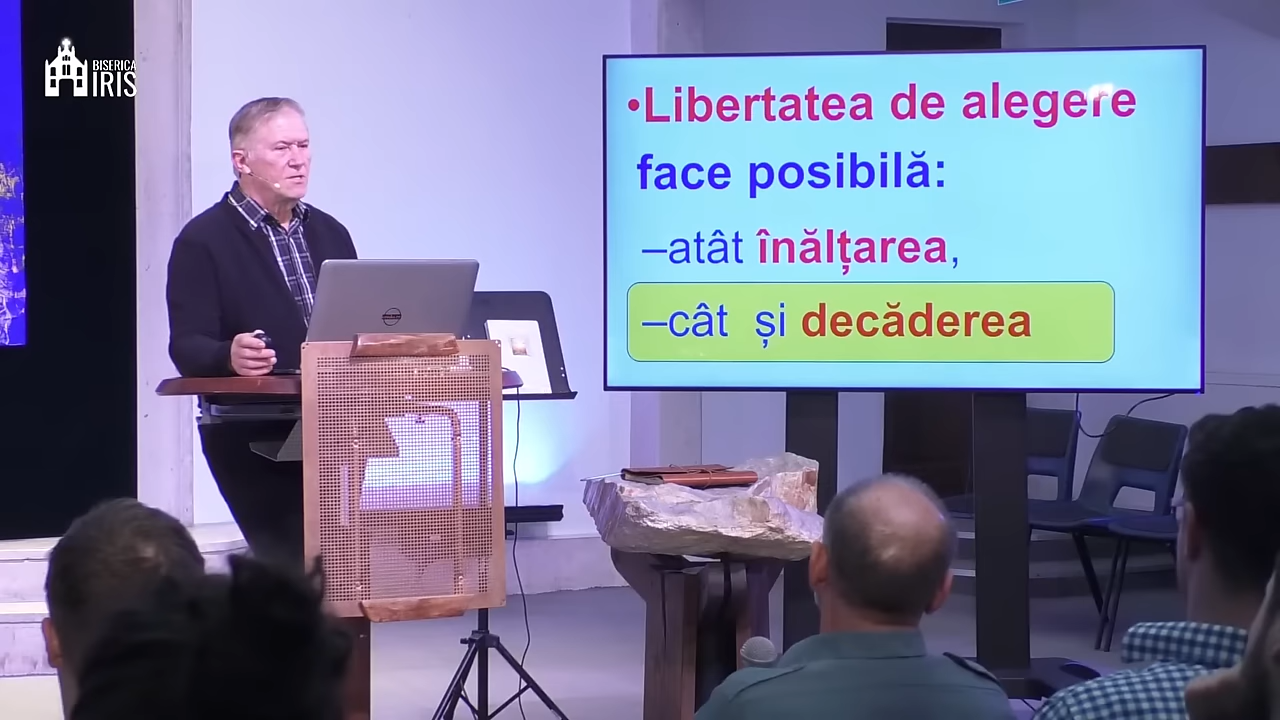 BISERICA
IRIS
•Libertatea de alegere
face posibilă:
–atât înălțarea,
–cât și decăderea